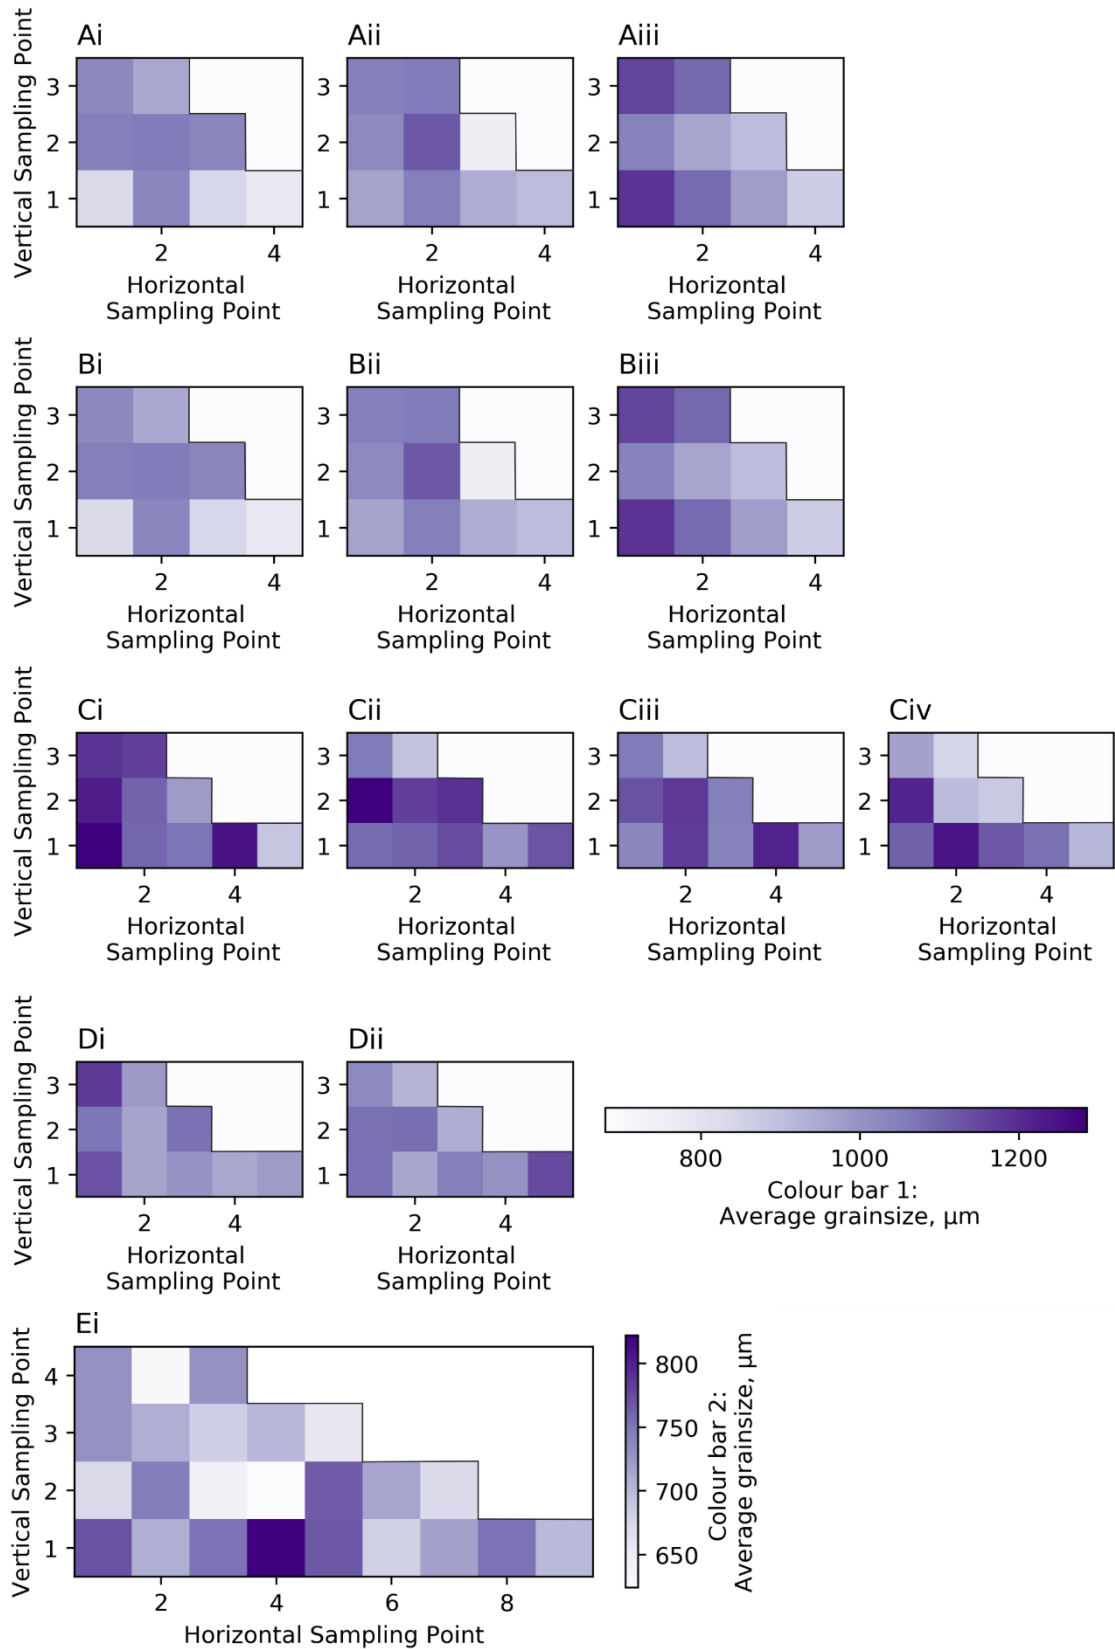 Ai Aii Aiii
Vertical Sampling Point
3
2
1
2 4 2 4 2 4
Horizontal Sampling Point
Horizontal Sampling Point
Horizontal Sampling Point
Bi Bii Biii
Vertical Sampling Point
3 3 3
2 2 2
1 1 1
2 4 2 4 2 4
Horizontal Sampling Point
Horizontal Sampling Point
Horizontal Sampling Point
Ci Cii Ciii Civ
Vertical Sampling Point
3 3 3 3
2 2 2 2
1 1 1 1
2 4 2 4 2 4 2 4
Horizontal Sampling Point
Horizontal Sampling Point
Horizontal Sampling Point
Horizontal Sampling Point
Di Dii
Vertical Sampling Point
3 3
2 2
1 1
2 4 2 4
Horizontal Sampling Point
Horizontal Sampling Point
800 1000 1200
Colour bar 1:
Average grainsize, µm
Ei
Vertical Sampling Point
4
3
2
1
2 4 6 8
Horizontal Sampling Point
800
750
700
650
Colour bar 2:
Average grainsize, µm